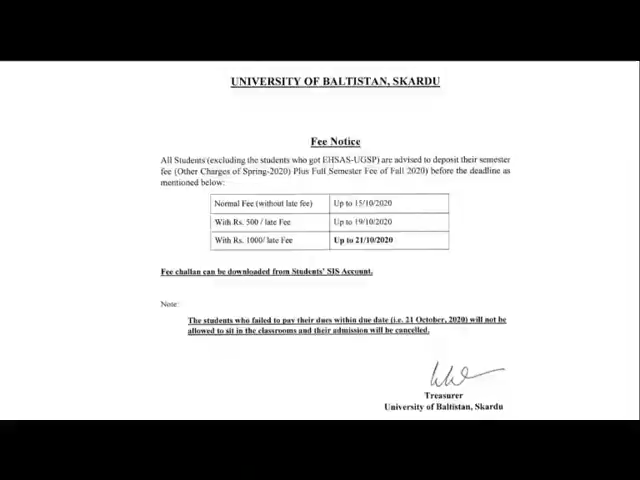 UNIVERSITY OF BALTISTAN, SKARDU
Fee Notice
All Students (excluding the students who got EHSAS-UGSP) are advised to deposit their semester
fee (Other Charges of Spring-2020) Plus Full Semester Fee of Fall 2020) before the deadline as
mentioned below:
Normal Fee (without late fee) Up to 15/10/2020
With Rs. 500 / late Fee Up to 19/10/2020
With Rs. 1000/ late Fee Up to 21/10/2020
Fee challan can be downloaded from Students' SIS Account.
Note:
The students who failed to pay their dues within due date (i.e. 21 October, 2020) will not be
allowed to sit in the classrooms and their admission will be cancelled.
Treasurer
University of Baltistan, Skardu